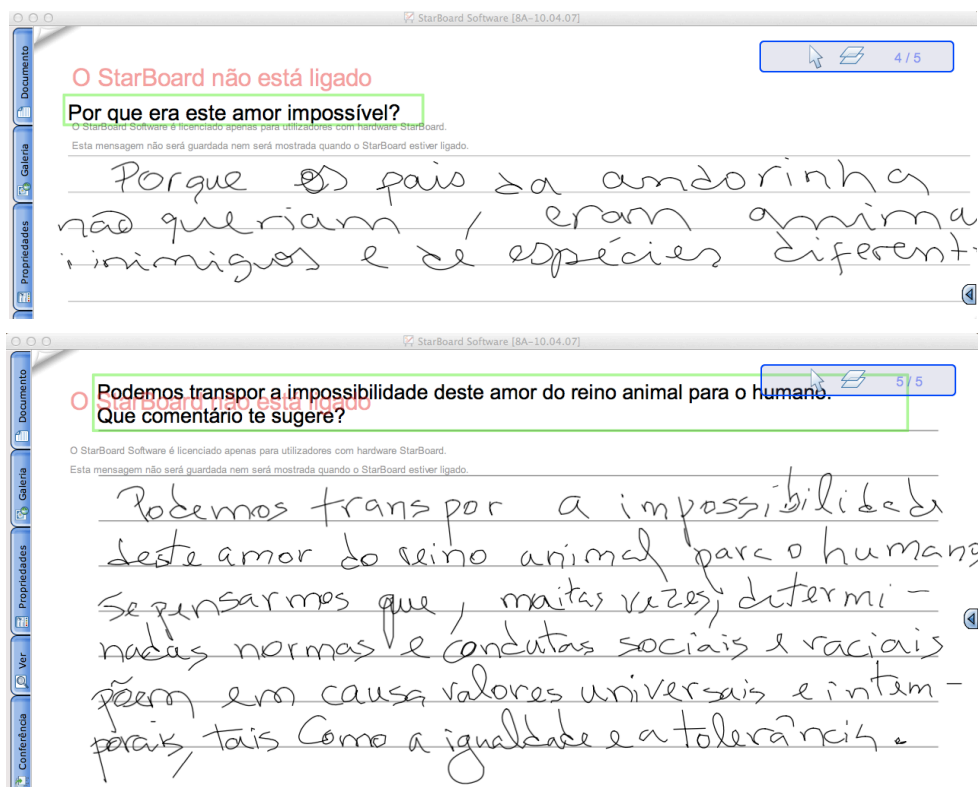 StarBoard Software [8A-10.04.07]
Documento
Galeria
Propriedades
4/5
O StarBoard não está ligado
Por que era este amor impossível?
O StarBoard Software é licenciado apenas para utilizadores com hardware StarBoard.
Esta mensagem não será guardada nem será mostrada quando o StarBoard estiver ligado.
Porque os pais da andorinha
não queriam, eram anima
inimigos e de espécies diferent
StarBoard Software [8A-10.04.07]
Documento
Galeria
Propriedades
Ver
Conferência
5/5
O StarBoard não está ligado
Podemos transpor a impossibilidade deste amor do reino animal para o humano.
Que comentário te sugere?
O StarBoard Software é licenciado apenas para utilizadores com hardware StarBoard.
Esta mensagem não será guardada nem será mostrada quando o StarBoard estiver ligado.
Podemos transpor a impossibilidade
deste amor do reino animal para o humano
se pensarmos que, muitas vezes, determi-
nadas normas e condutas sociais e raciais
põem em causa valores universais e intem-
porais, tais como a igualdade e a tolerância.